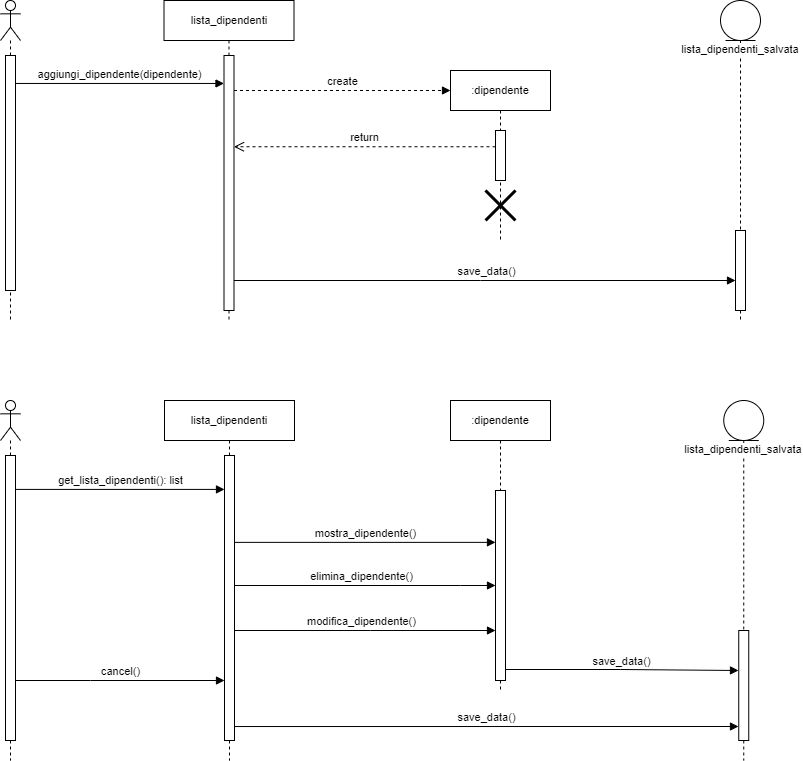 lista_dipendenti
lista_dipendenti_salvata
aggiungi_dipendente(dipendente)
create
:dipendente
return
save_data()
lista_dipendenti
:dipendente
lista_dipendenti_salvata
get_lista_dipendenti(): list
mostra_dipendente()
elimina_dipendente()
modifica_dipendente()
save_data()
cancel()
save_data()